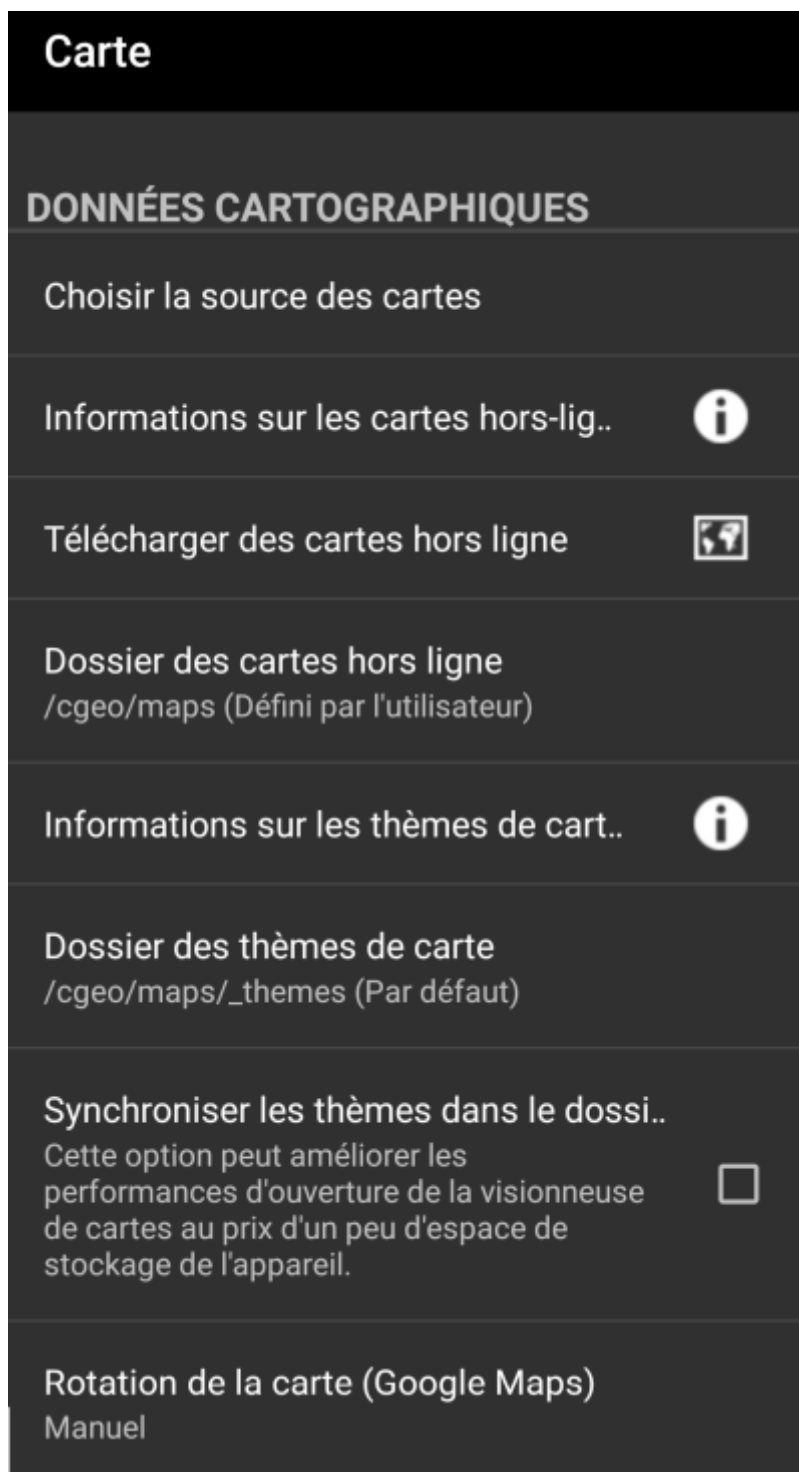 Carte
DONNÉES CARTOGRAPHIQUES
Choisir la source des cartes
Informations sur les cartes hors-lig..
Télécharger des cartes hors ligne
Dossier des cartes hors ligne
/cgeo/maps (Défini par l'utilisateur)
Informations sur les thèmes de cart..
Dossier des thèmes de carte
/cgeo/maps/_themes (Par défaut)
Synchroniser les thèmes dans le dossi..
Cette option peut améliorer les
performances d'ouverture de la visionneuse
de cartes au prix d'un peu d'espace de
stockage de l'appareil.
Rotation de la carte (Google Maps)
Manuel